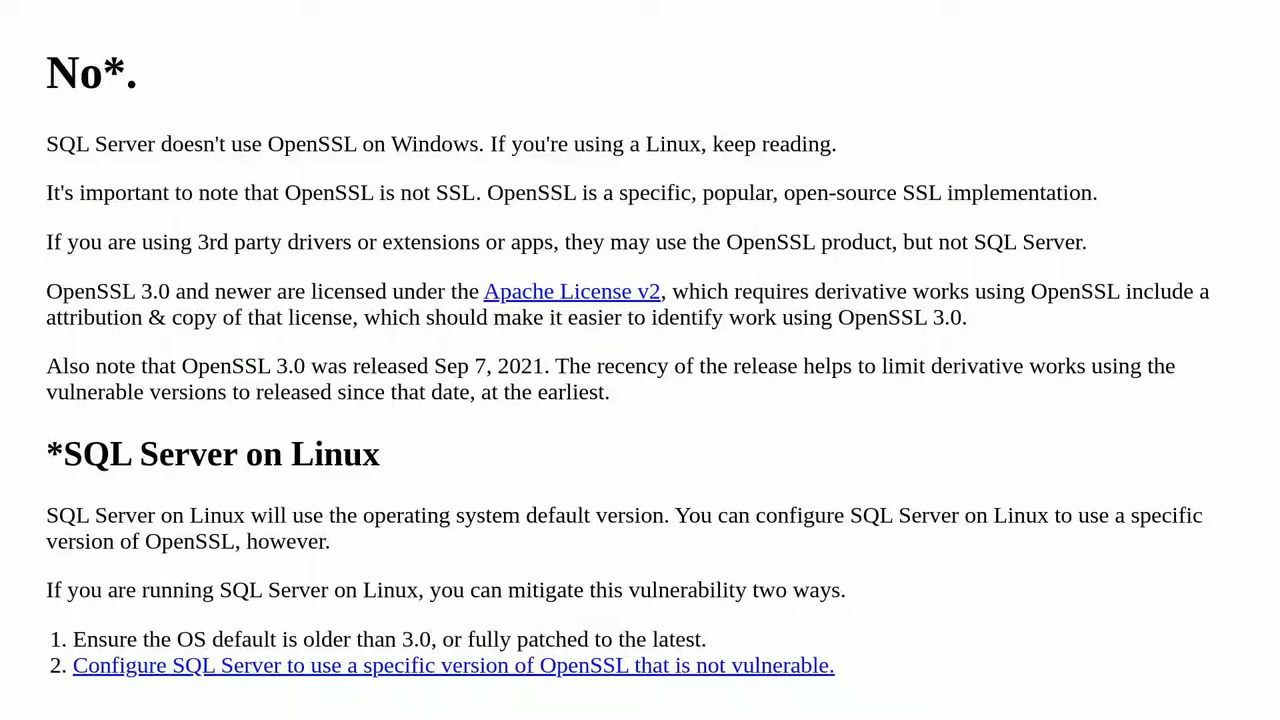 No*.
SQL Server doesn't use OpenSSL on Windows. If you're using a Linux, keep reading.
It's important to note that OpenSSL is not SSL. OpenSSL is a specific, popular, open-source SSL implementation.
If you are using 3rd party drivers or extensions or apps, they may use the OpenSSL product, but not SQL Server.
OpenSSL 3.0 and newer are licensed under the Apache License v2, which requires derivative works using OpenSSL include a
attribution & copy of that license, which should make it easier to identify work using OpenSSL 3.0.
Also note that OpenSSL 3.0 was released Sep 7, 2021. The recency of the release helps to limit derivative works using the
vulnerable versions to released since that date, at the earliest.
*SQL Server on Linux
SQL Server on Linux will use the operating system default version. You can configure SQL Server on Linux to use a specific
version of OpenSSL, however.
If you are running SQL Server on Linux, you can mitigate this vulnerability two ways.
1. Ensure the OS default is older than 3.0, or fully patched to the latest.
2. Configure SQL Server to use a specific version of OpenSSL that is not vulnerable.